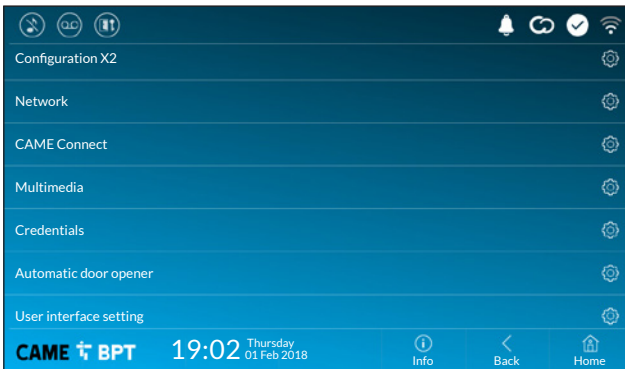 Configuration X2
Network
CAME Connect
Multimedia
Credentials
Automatic door opener
User interface setting
CAME BPT
19:02 Thursday
01 Feb 2018
Info
Back
Home